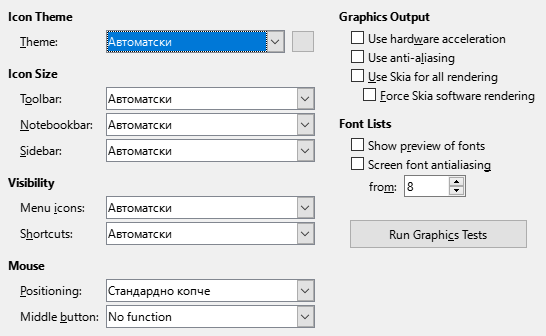 Icon Theme
Theme: Автоматски
Icon Size
Toolbar: Автоматски
Notebookbar: Автоматски
Sidebar: Автоматски
Visibility
Menu icons: Автоматски
Shortcuts: Автоматски
Mouse
Positioning: Стандардно копче
Middle button: No function
Graphics Output
Use hardware acceleration
Use anti-aliasing
Use Skia for all rendering
Force Skia software rendering
Font Lists
Show preview of fonts
Screen font antialiasing
from: 8
Run Graphics Tests